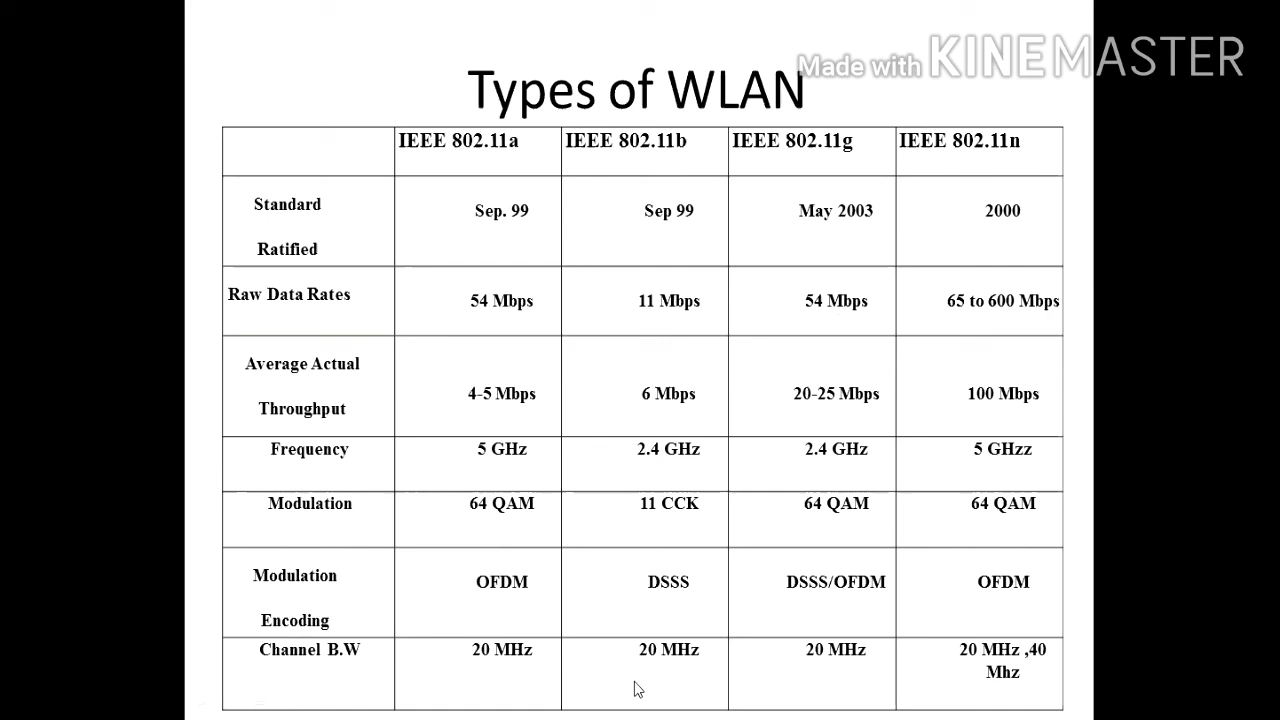 Made with KINEMASTER
Types of WLAN
IEEE 802.11a IEEE 802.11b IEEE 802.11g IEEE 802.11n
Standard
Ratified
Sep. 99 Sep 99 May 2003 2000
Raw Data Rates 54 Mbps 11 Mbps 54 Mbps 65 to 600 Mbps
Average Actual
Throughput
4-5 Mbps 6 Mbps 20-25 Mbps 100 Mbps
Frequency 5 GHz 2.4 GHz 2.4 GHz 5 GHzz
Modulation 64 QAM 11 CCK 64 QAM 64 QAM
Modulation
Encoding
OFDM DSSS DSSS/OFDM OFDM
Channel B.W 20 MHz 20 MHz 20 MHz 20 MHz ,40
Mhz